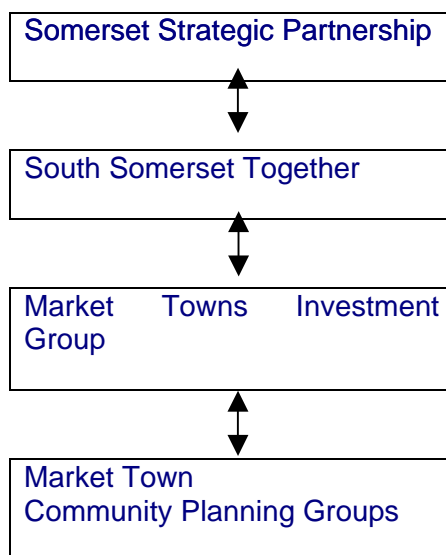 Somerset Strategic Partnership
South Somerset Together
Market Towns Investment
Group
Market Town
Community Planning Groups